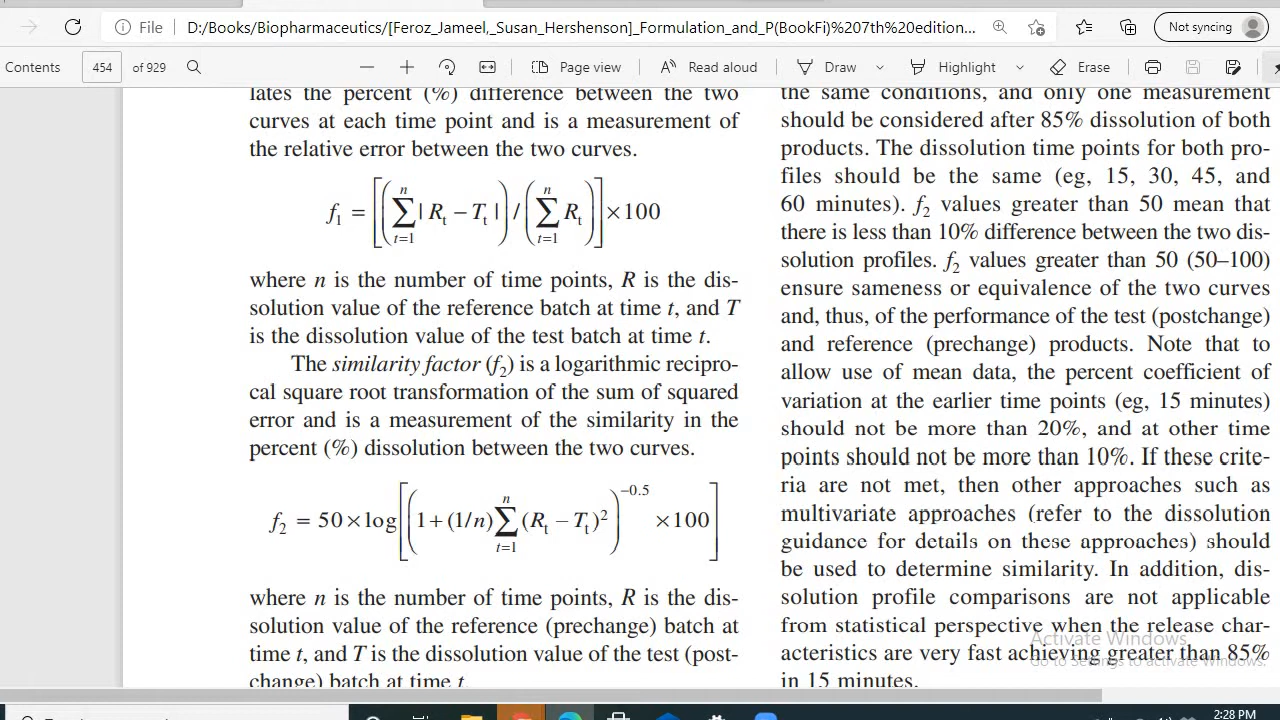 File
D:/Books/Biopharmaceutics/[Feroz_Jameel,_Susan_Hershenson]_Formulation_and_P(BookFi)%207th%20edition...
Not syncing
Contents
454
of 929
Page view
Read aloud
Draw
Highlight
Erase
lates the percent (%) difference between the two
curves at each time point and is a measurement of
the relative error between the two curves.
f₁ = [(∑ₜ₌₁ⁿ | Rₜ − Tₜ |) / (∑ₜ₌₁ⁿ Rₜ)] × 100
where n is the number of time points, R is the dis-
solution value of the reference batch at time t, and T
is the dissolution value of the test batch at time t.
The similarity factor (f₂) is a logarithmic recipro-
cal square root transformation of the sum of squared
error and is a measurement of the similarity in the
percent (%) dissolution between the two curves.
f₂ = 50 × log[(1 + (1/n)∑ₜ₌₁ⁿ (Rₜ − Tₜ)²)^−0.5 × 100]
where n is the number of time points, R is the dis-
solution value of the reference (prechange) batch at
time t, and T is the dissolution value of the test (post-
change) batch at time t.
the same conditions, and only one measurement
should be considered after 85% dissolution of both
products. The dissolution time points for both pro-
files should be the same (eg, 15, 30, 45, and
60 minutes). f₂ values greater than 50 mean that
there is less than 10% difference between the two dis-
solution profiles. f₂ values greater than 50 (50–100)
ensure sameness or equivalence of the two curves
and, thus, of the performance of the test (postchange)
and reference (prechange) products. Note that to
allow use of mean data, the percent coefficient of
variation at the earlier time points (eg, 15 minutes)
should not be more than 20%, and at other time
points should not be more than 10%. If these crite-
ria are not met, then other approaches such as
multivariate approaches (refer to the dissolution
guidance for details on these approaches) should
be used to determine similarity. In addition, dis-
solution profile comparisons are not applicable
from statistical perspective when the release char-
acteristics are very fast achieving greater than 85%
in 15 minutes.
Activate Windows
Go to Settings to activate Windows.
2:28 PM